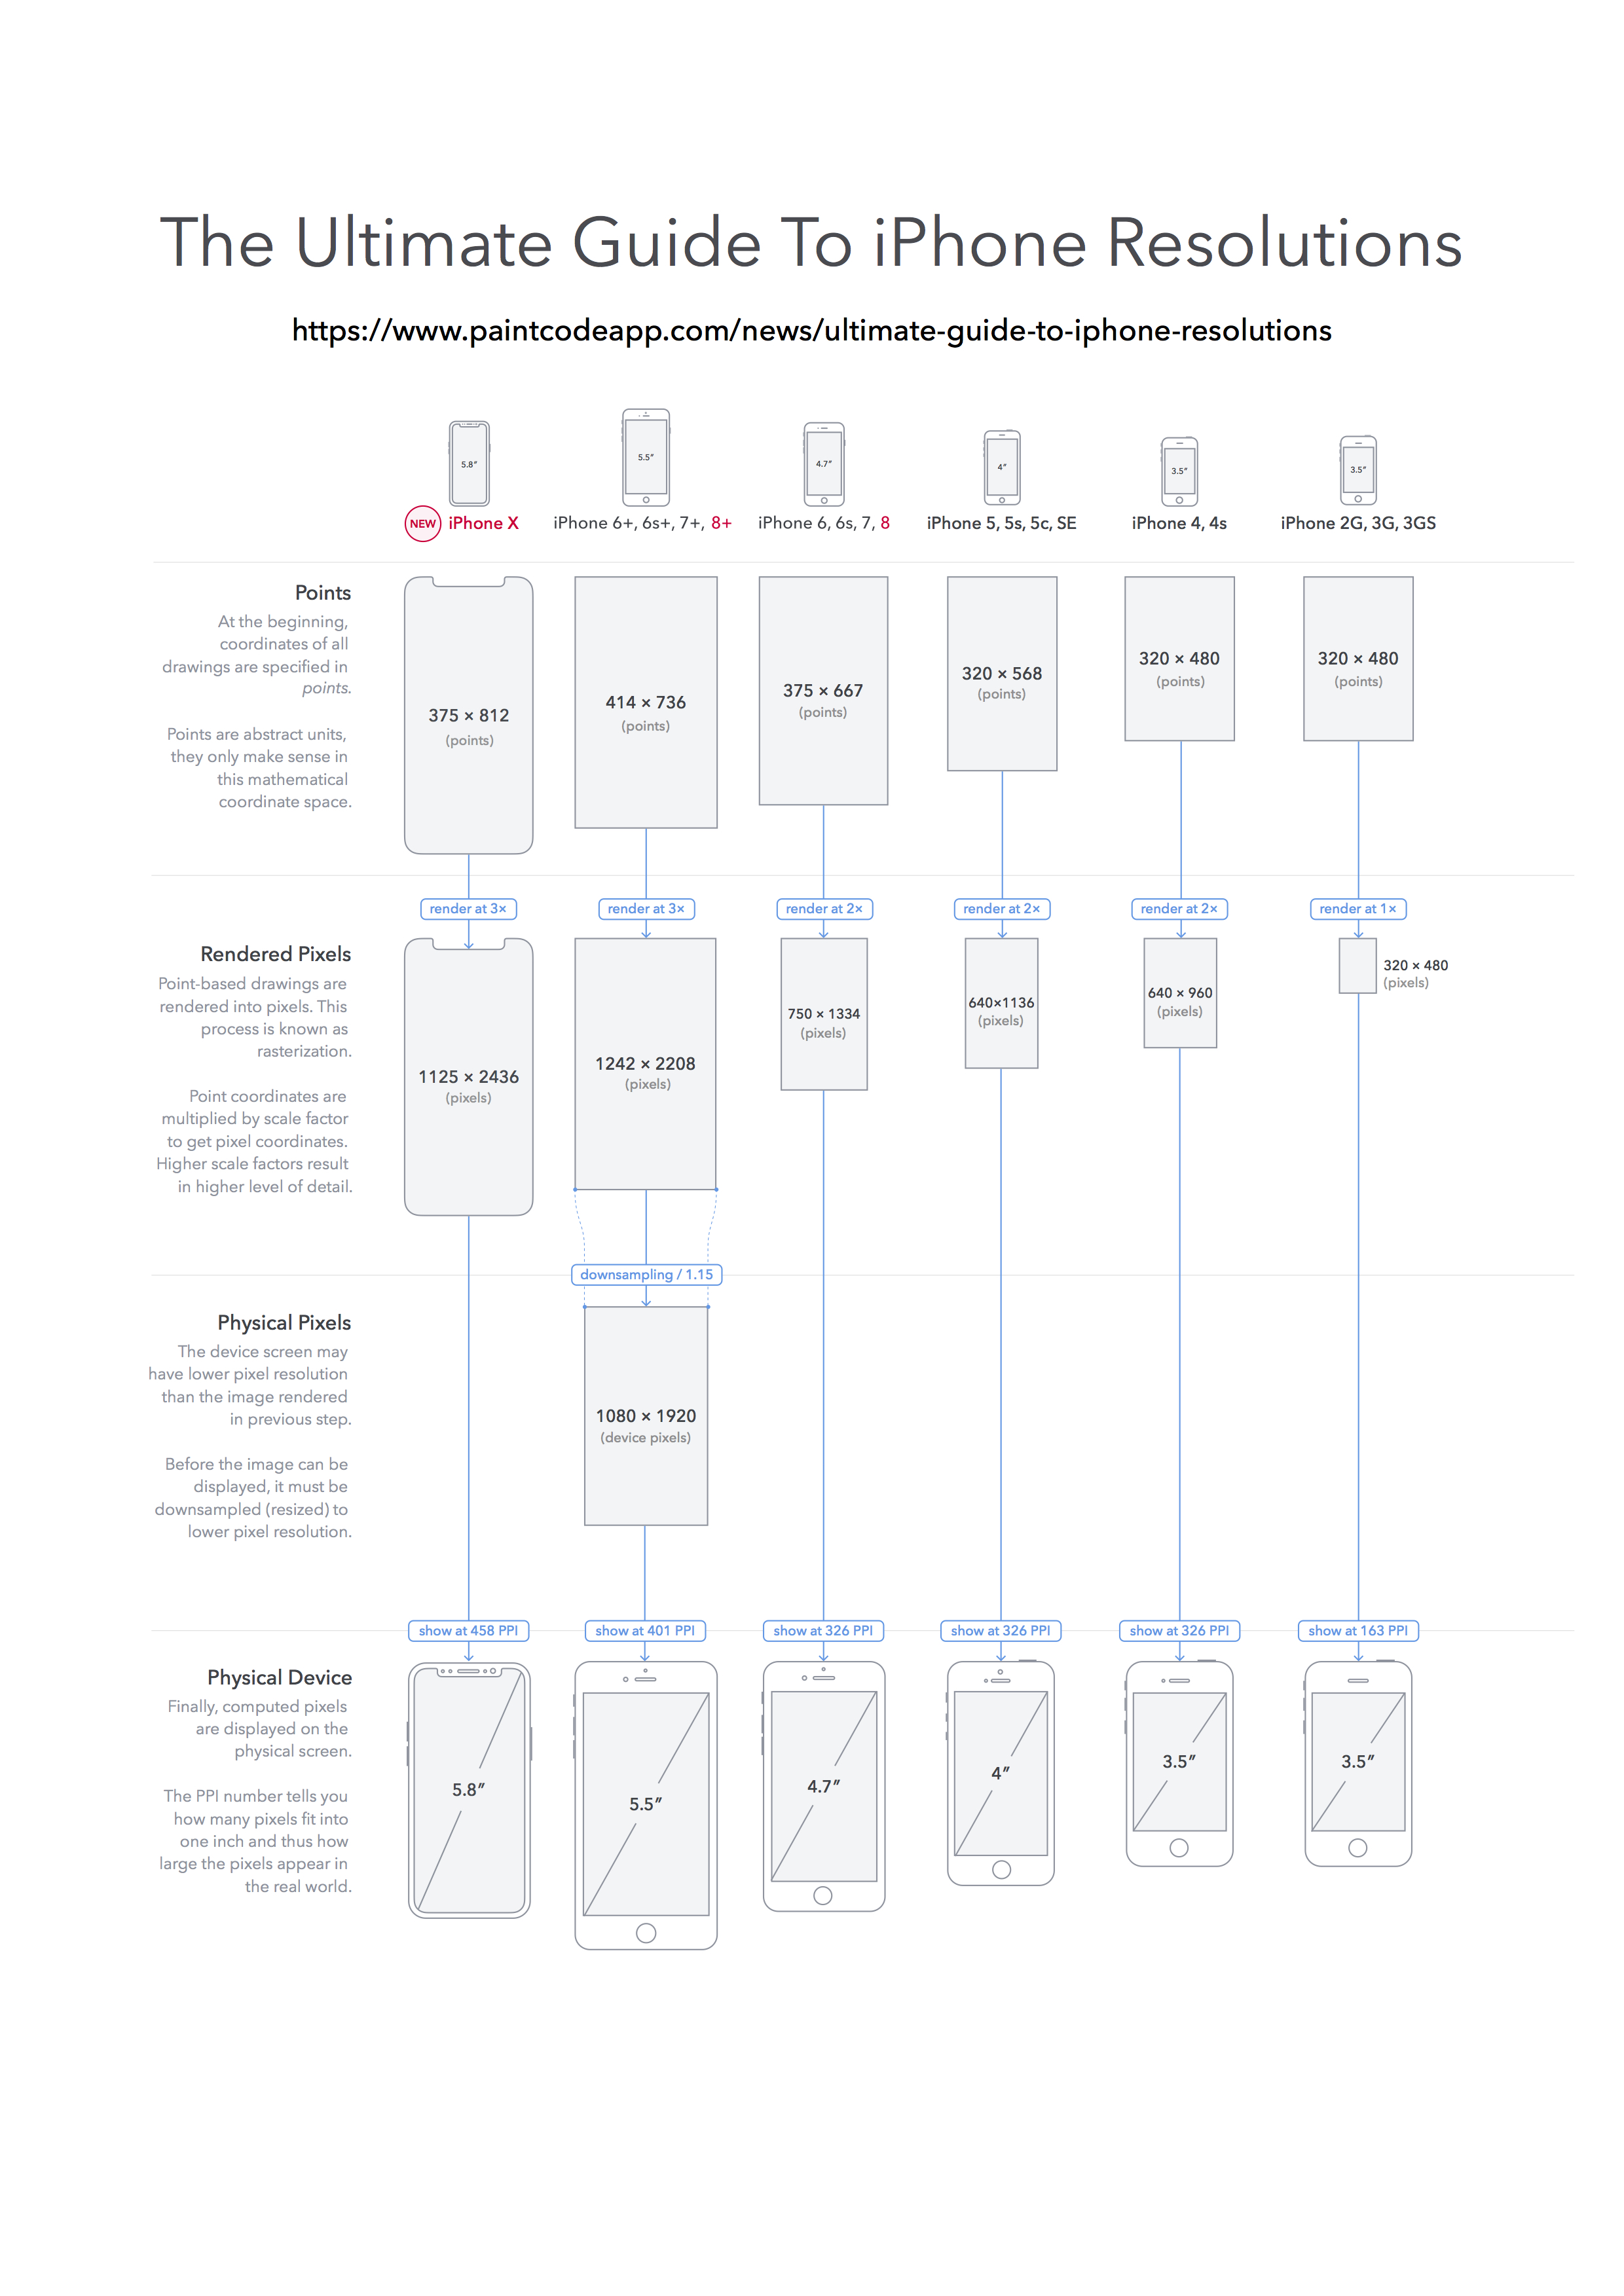 The Ultimate Guide To iPhone Resolutions
https://www.paintcodeapp.com/news/ultimate-guide-to-iphone-resolutions
5.8″
5.5″
4.7″
4″
3.5″
3.5″
NEW iPhone X
iPhone 6+, 6s+, 7+, 8+
iPhone 6, 6s, 7, 8
iPhone 5, 5s, 5c, SE
iPhone 4, 4s
iPhone 2G, 3G, 3GS
Points
At the beginning,
coordinates of all
drawings are specified in
points.
Points are abstract units,
they only make sense in
this mathematical
coordinate space.
375 × 812
(points)
414 × 736
(points)
375 × 667
(points)
320 × 568
(points)
320 × 480
(points)
320 × 480
(points)
render at 3×
render at 3×
render at 2×
render at 2×
render at 2×
render at 1×
Rendered Pixels
Point-based drawings are
rendered into pixels. This
process is known as
rasterization.
Point coordinates are
multiplied by scale factor
to get pixel coordinates.
Higher scale factors result
in higher level of detail.
1125 × 2436
(pixels)
1242 × 2208
(pixels)
750 × 1334
(pixels)
640×1136
(pixels)
640 × 960
(pixels)
320 × 480
(pixels)
downsampling / 1.15
Physical Pixels
The device screen may
have lower pixel resolution
than the image rendered
in previous step.
Before the image can be
displayed, it must be
downsampled (resized) to
lower pixel resolution.
1080 × 1920
(device pixels)
show at 458 PPI
show at 401 PPI
show at 326 PPI
show at 326 PPI
show at 326 PPI
show at 163 PPI
Physical Device
Finally, computed pixels
are displayed on the
physical screen.
The PPI number tells you
how many pixels fit into
one inch and thus how
large the pixels appear in
the real world.
5.8″
5.5″
4.7″
4″
3.5″
3.5″